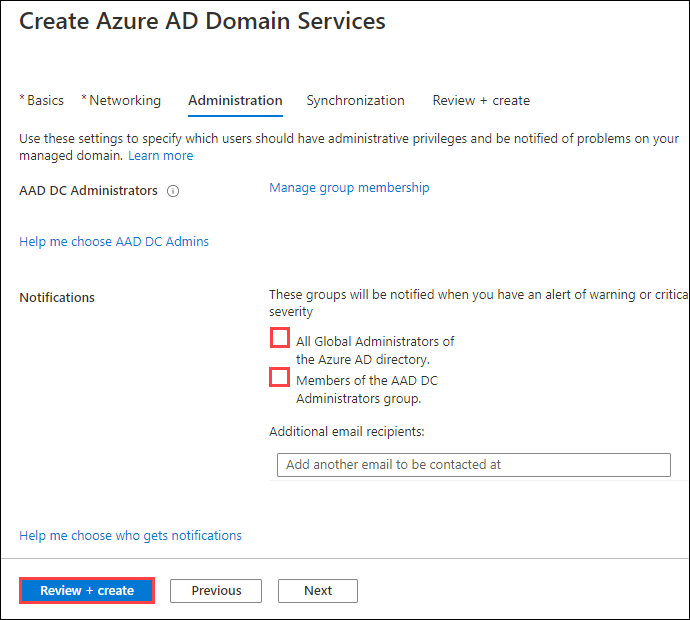 Create Azure AD Domain Services
* Basics * Networking Administration Synchronization Review + create
Use these settings to specify which users should have administrative privileges and be notified of problems on your
managed domain. Learn more
AAD DC Administrators Manage group membership
Help me choose AAD DC Admins
Notifications
These groups will be notified when you have an alert of warning or critica
severity
All Global Administrators of
the Azure AD directory.
Members of the AAD DC
Administrators group.
Additional email recipients:
Add another email to be contacted at
Help me choose who gets notifications
Review + create Previous Next